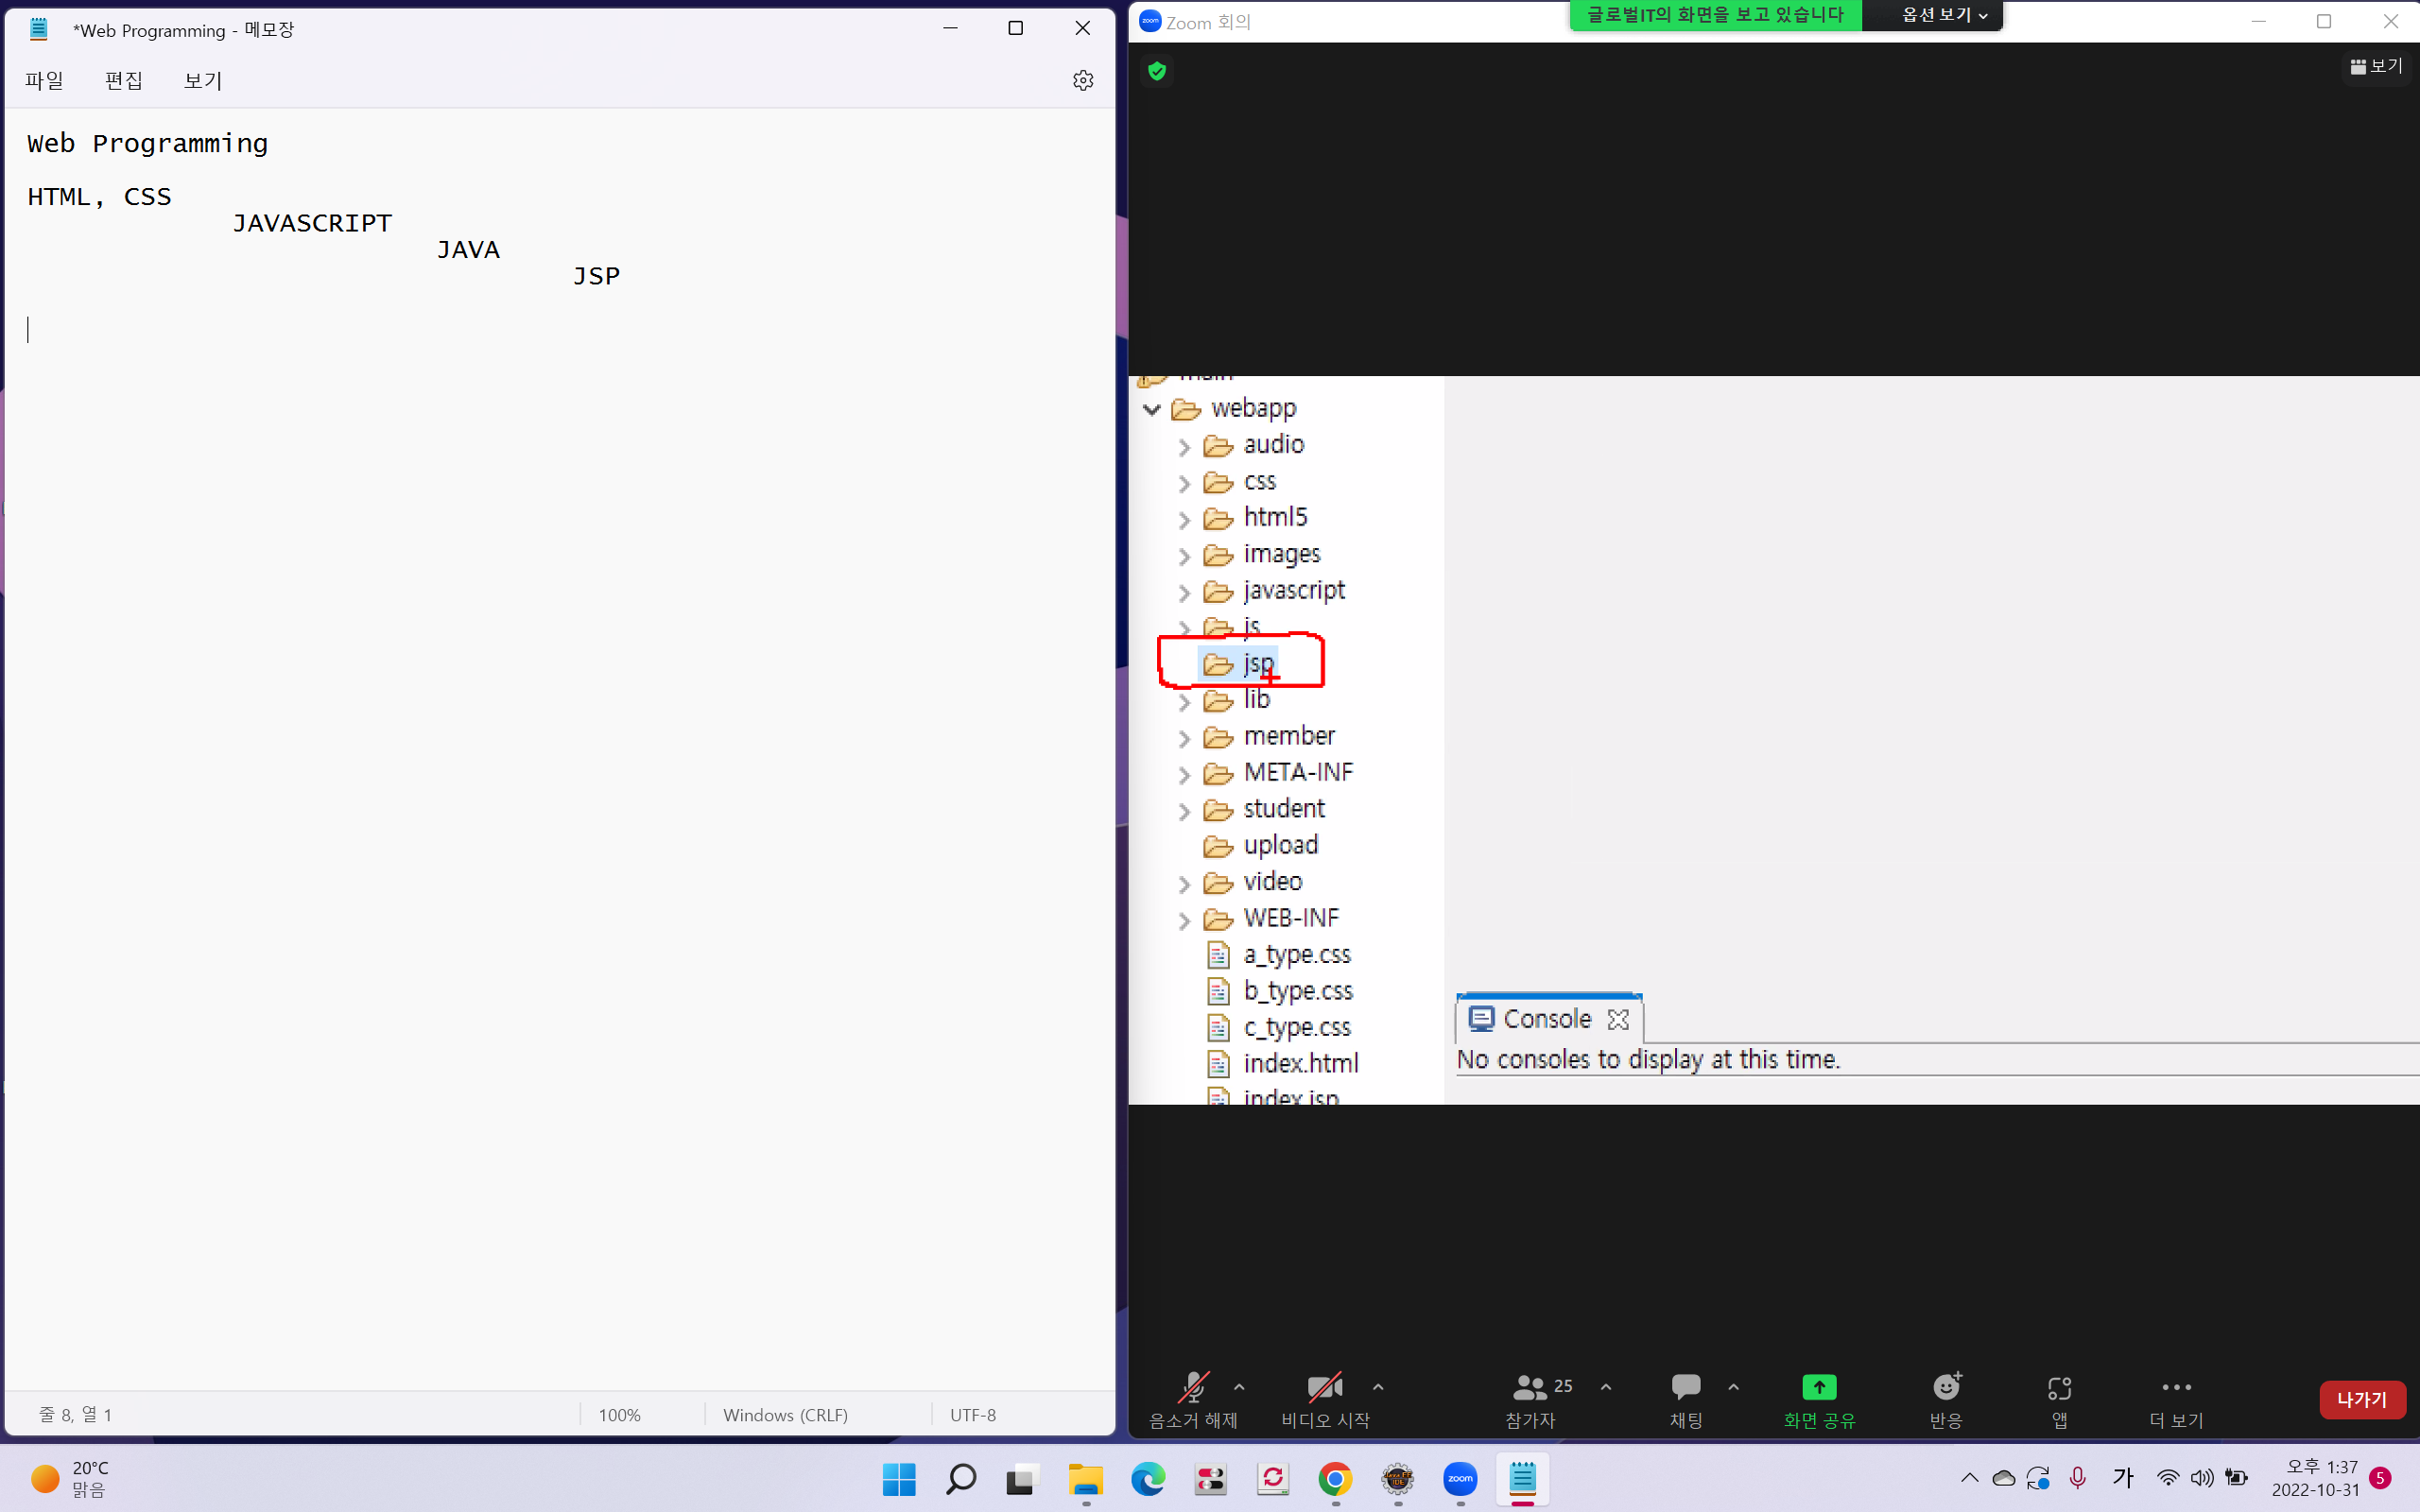 *Web Programming - 메모장
파일 편집 보기
Web Programming
HTML, CSS
JAVASCRIPT
JAVA
JSP
줄 8, 열 1
100%
Windows (CRLF)
UTF-8
zoom Zoom 회의
글로벌IT의 화면을 보고 있습니다
옵션 보기
보기
main
webapp
audio
css
html5
images
javascript
js
jsp
lib
member
META-INF
student
upload
video
WEB-INF
a_type.css
b_type.css
c_type.css
index.html
index.jsp
Console
No consoles to display at this time.
음소거 해제
비디오 시작
25
참가자
채팅
화면 공유
반응
앱
더 보기
나가기
20°C
맑음
zoom
가
오후 1:37
2022-10-31
5